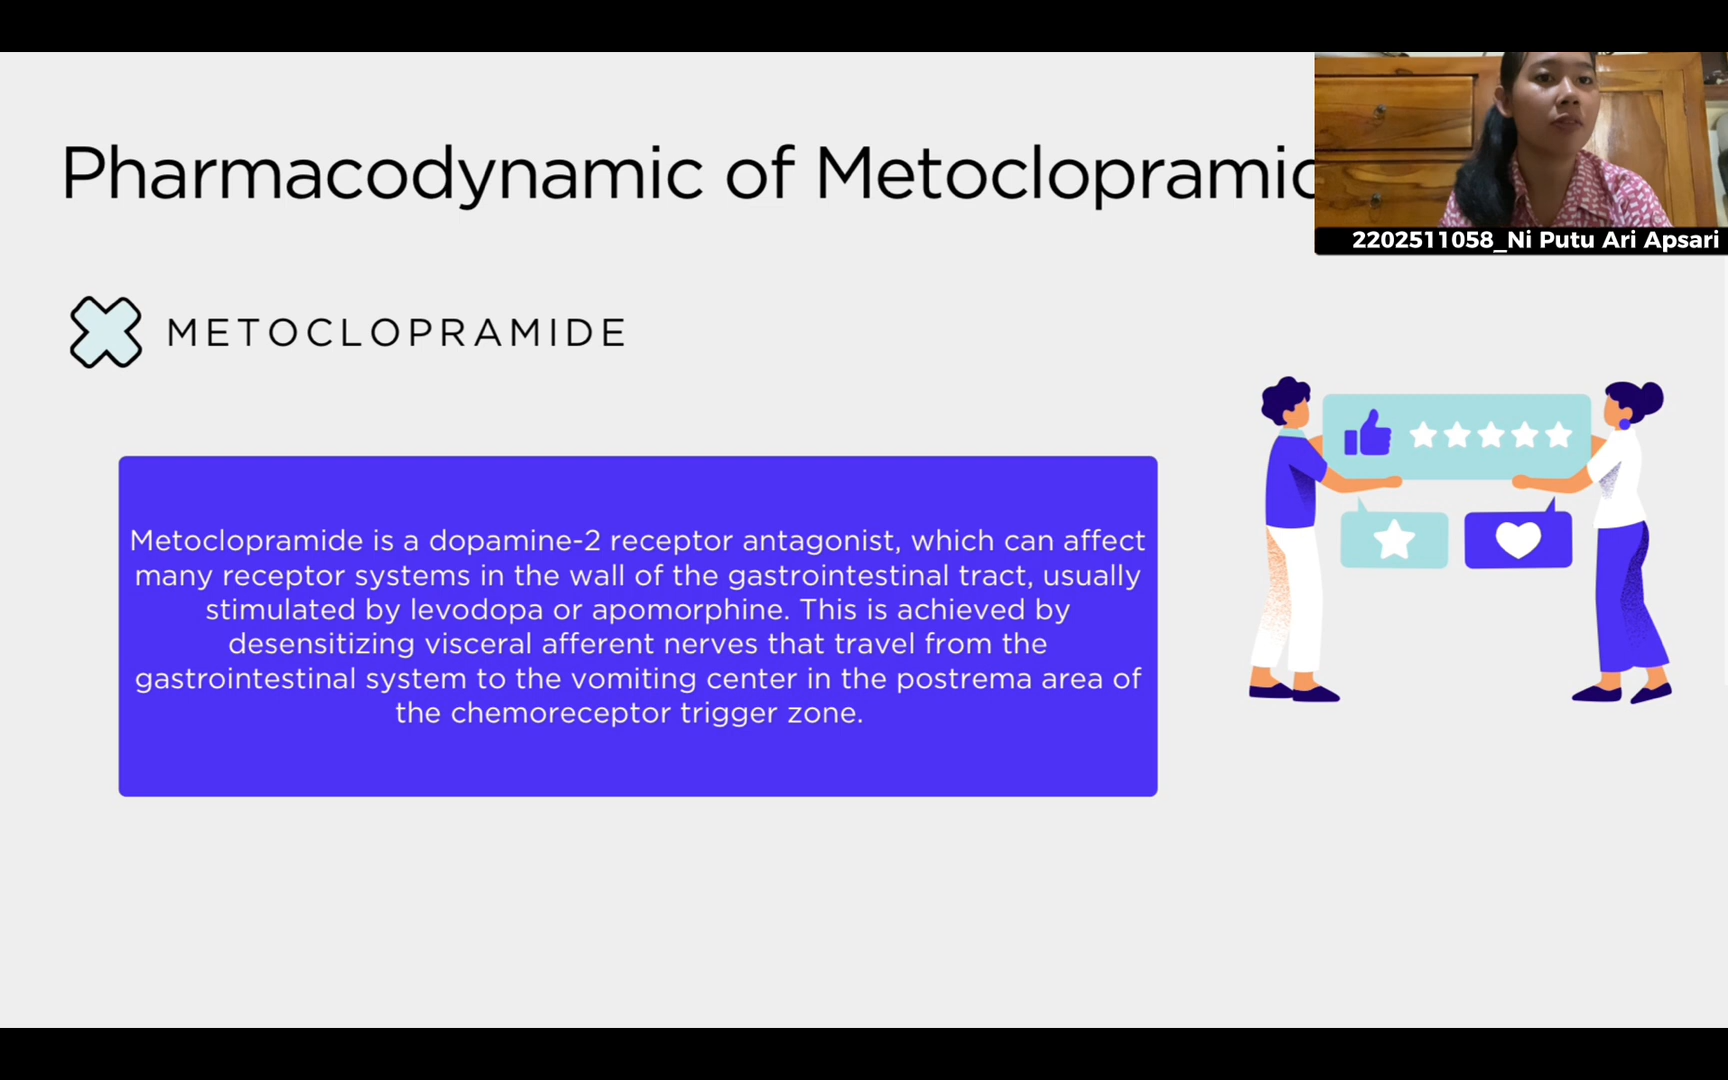 Pharmacodynamic of Metoclopramid
2202511058_Ni Putu Ari Apsari
METOCLOPRAMIDE
Metoclopramide is a dopamine-2 receptor antagonist, which can affect
many receptor systems in the wall of the gastrointestinal tract, usually
stimulated by levodopa or apomorphine. This is achieved by
desensitizing visceral afferent nerves that travel from the
gastrointestinal system to the vomiting center in the postrema area of
the chemoreceptor trigger zone.